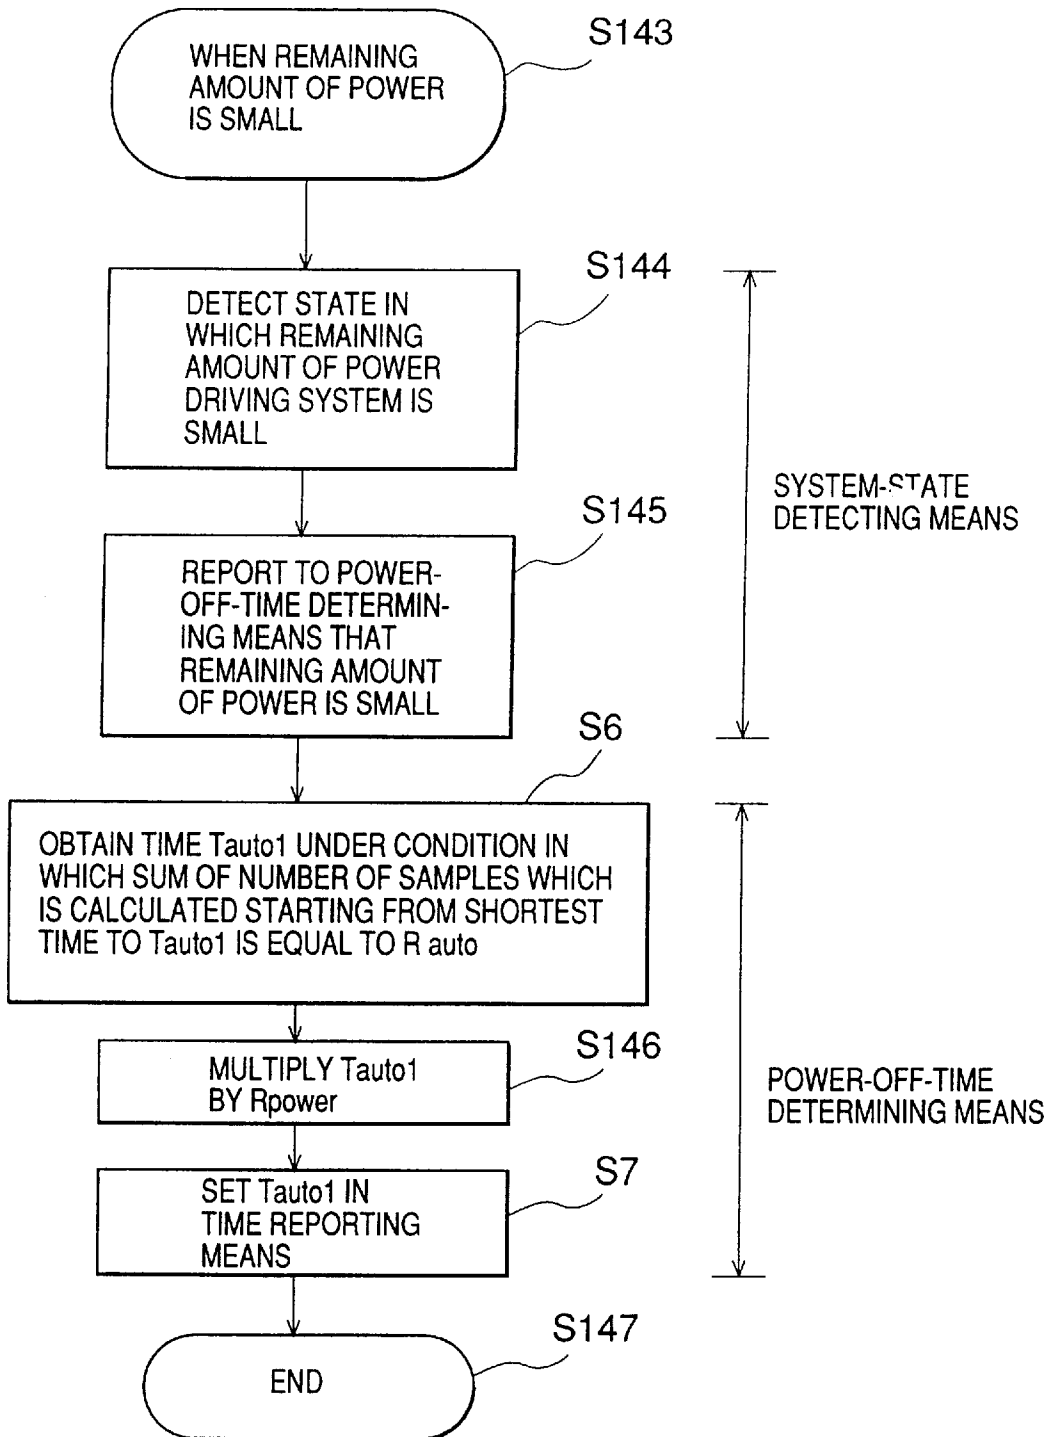 S143
WHEN REMAINING
AMOUNT OF POWER
IS SMALL
S144
DETECT STATE IN
WHICH REMAINING
AMOUNT OF POWER
DRIVING SYSTEM IS
SMALL
SYSTEM-STATE
DETECTING MEANS
S145
REPORT TO POWER-
OFF-TIME DETERMIN-
ING MEANS THAT
REMAINING AMOUNT
OF POWER IS SMALL
S6
OBTAIN TIME Tauto1 UNDER CONDITION IN
WHICH SUM OF NUMBER OF SAMPLES WHICH
IS CALCULATED STARTING FROM SHORTEST
TIME TO Tauto1 IS EQUAL TO R auto
S146
MULTIPLY Tauto1
BY Rpower
POWER-OFF-TIME
DETERMINING MEANS
S7
SET Tauto1 IN
TIME REPORTING
MEANS
S147
END